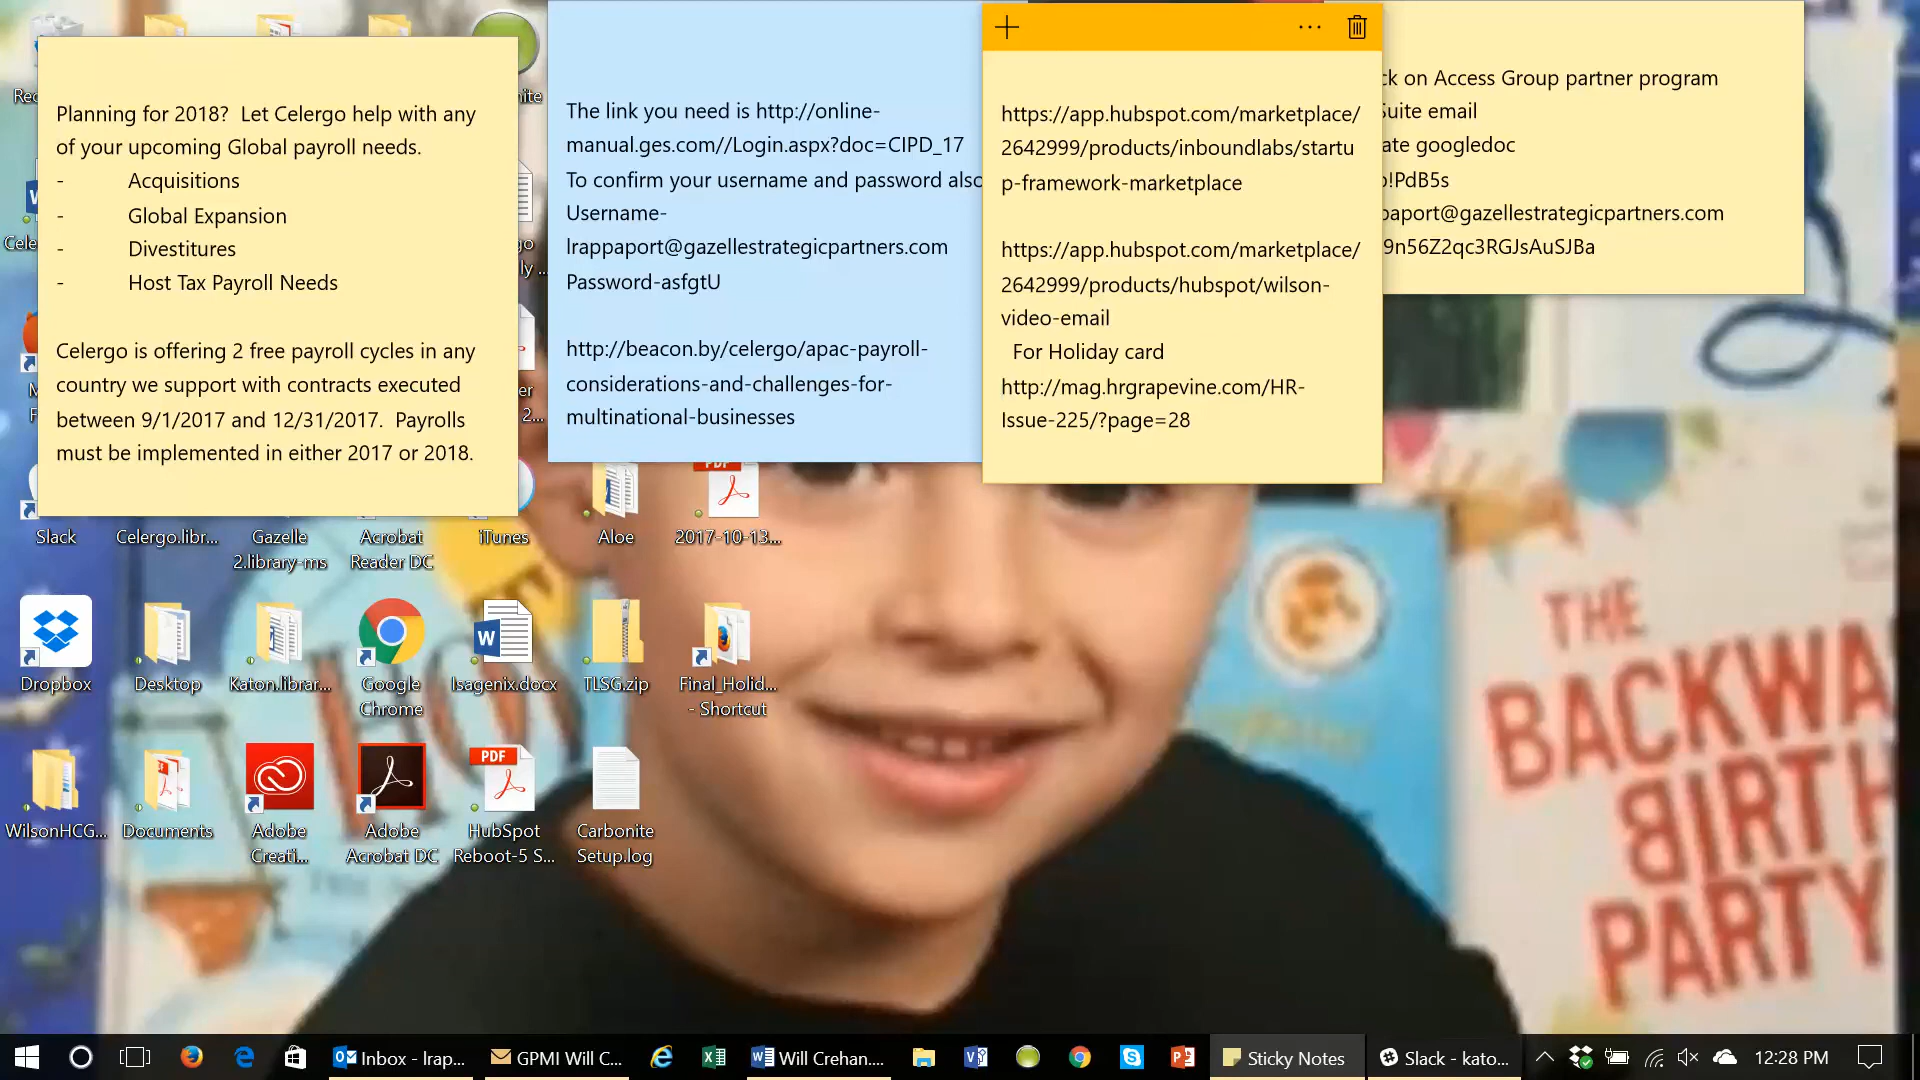 Planning for 2018?  Let Celergo help with any
of your upcoming Global payroll needs.
- Acquisitions
- Global Expansion
- Divestitures
- Host Tax Payroll Needs
Celergo is offering 2 free payroll cycles in any
country we support with contracts executed
between 9/1/2017 and 12/31/2017.  Payrolls
must be implemented in either 2017 or 2018.
The link you need is http://online-
manual.ges.com//Login.aspx?doc=CIPD_17
To confirm your username and password also
Username-
lrappaport@gazellestrategicpartners.com
Password-asfgtU
http://beacon.by/celergo/apac-payroll-
considerations-and-challenges-for-
multinational-businesses
https://app.hubspot.com/marketplace/
2642999/products/inboundlabs/startu
p-framework-marketplace
https://app.hubspot.com/marketplace/
2642999/products/hubspot/wilson-
video-email
For Holiday card
http://mag.hrgrapevine.com/HR-
Issue-225/?page=28
ck on Access Group partner program
Suite email
ate googledoc
o!PdB5s
paport@gazellestrategicpartners.com
9n56Z2qc3RGJsAuSJBa
Slack
Celergo.libr...
Gazelle
2.library-ms
Acrobat
Reader DC
iTunes
Aloe
2017-10-13...
Dropbox
Desktop
Katon.librar...
Google
Chrome
Isagenix.docx
TLSG.zip
Final_Holid...
- Shortcut
WilsonHCG...
Documents
Adobe
Creati...
Adobe
Acrobat DC
PDF
HubSpot
Reboot-5 S...
Carbonite
Setup.log
THE
BACKWA
BIRTH
PARTY
Inbox - lrap...
GPMI Will C...
Will Crehan....
Sticky Notes
Slack - kato...
12:28 PM